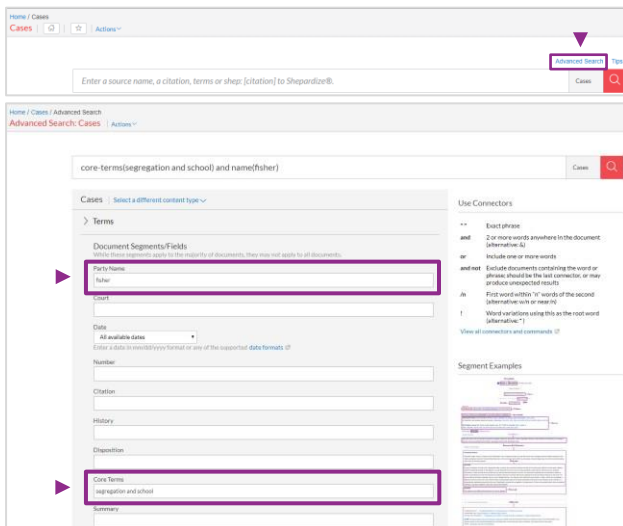 Home / Cases
Cases Actions
Advanced Search Tips
Enter a source name, a citation, terms or shep: [citation] to Shepardize®. Cases
Home / Cases / Advanced Search
Advanced Search: Cases Actions
core-terms(segregation and school) and name(fisher) Cases
Cases Select a different content type
Terms
Document Segments/Fields
While these segments apply to the majority of documents, they may not apply to all documents.
Party Name
fisher
Court
Date
All available dates
Enter a date in mm/dd/yyyy format or any of the supported date formats
Number
Citation
History
Disposition
Core Terms
segregation and school
Summary
Use Connectors
" " Exact phrase
and 2 or more words anywhere in the document
(alternative: &)
or Include one or more words
and not Exclude documents containing the word or
phrase; should be the last connector, or may
produce unexpected results
/n First word within "n" words of the second
(alternative: w/n or near/n)
! Word variations using this as the root word
(alternative: *)
View all connectors and commands
Segment Examples